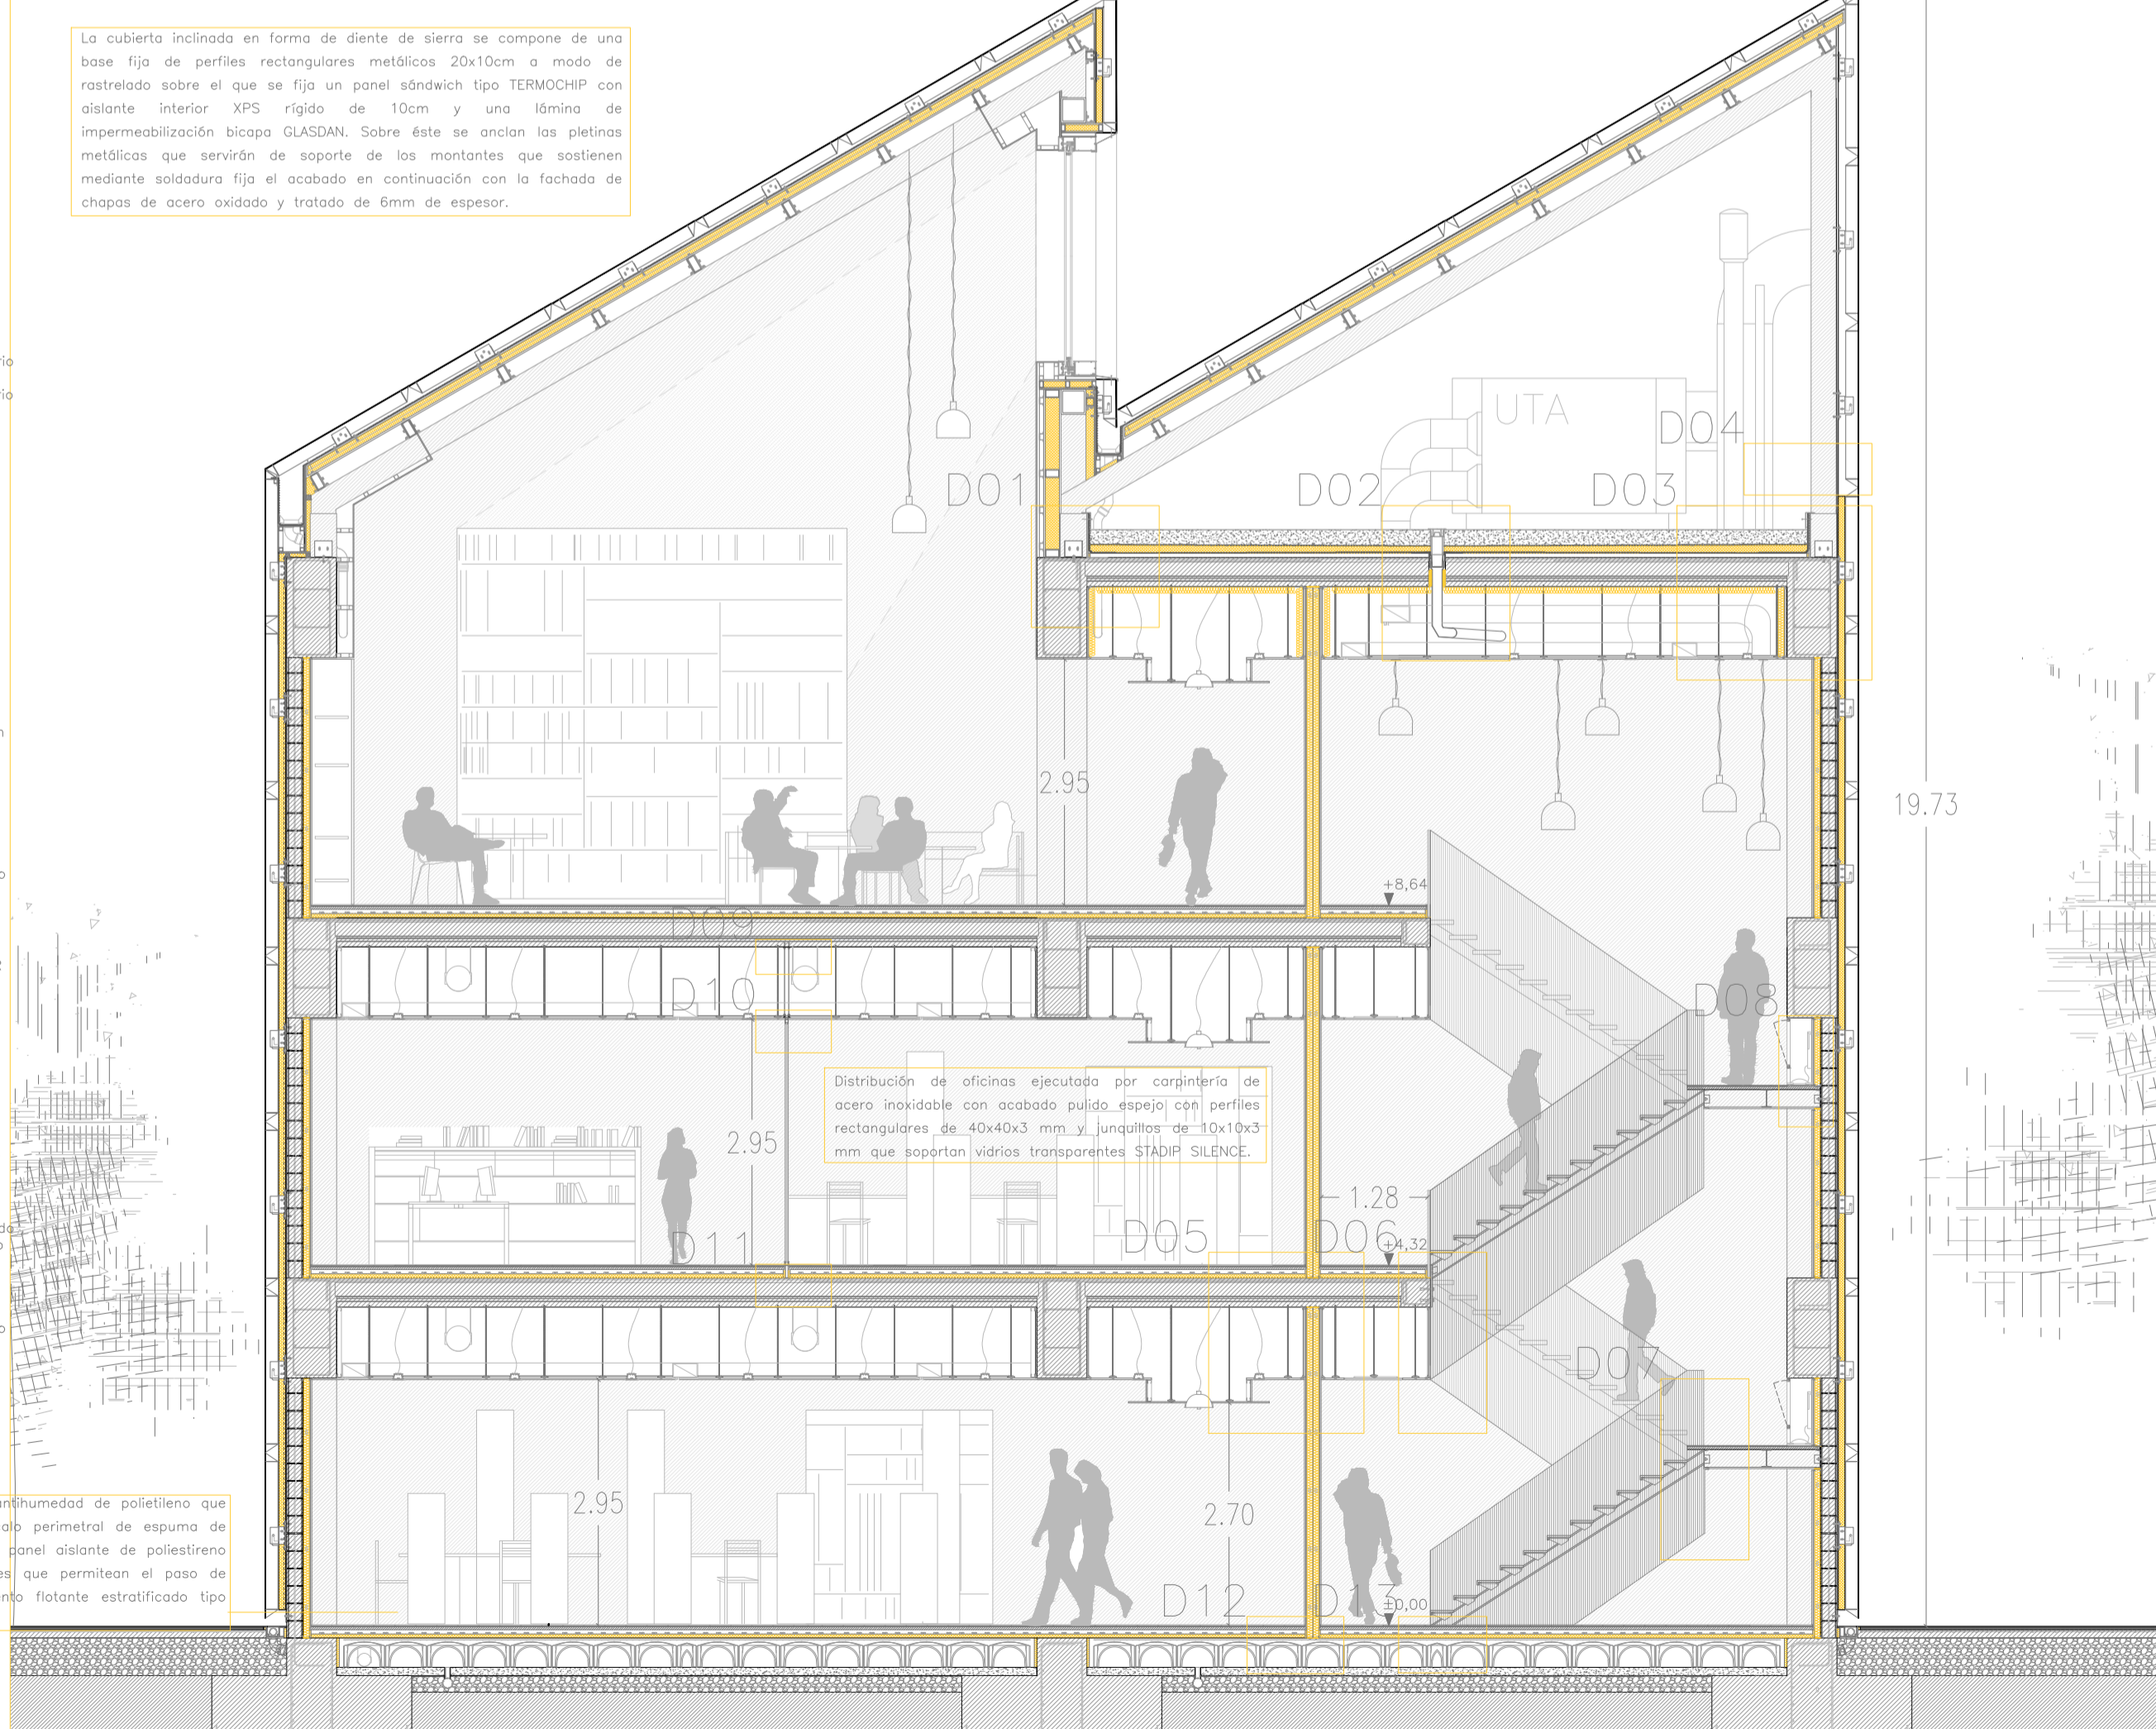 La cubierta inclinada en forma de diente de sierra se compone de una
base fija de perfiles rectangulares metálicos 20x10cm a modo de
rastrelado sobre el que se fija un panel sándwich tipo TERMOCHIP con
aislante interior XPS rígido de 10cm y una lámina de
impermeabilización bicapa GLASDAN. Sobre éste se anclan las pletinas
metálicas que servirán de soporte de los montantes que sostienen
mediante soldadura fija el acabado en continuación con la fachada de
chapas de acero oxidado y tratado de 6mm de espesor.
UTA
D04
D01
D02
D03
2.95
19.73
+8,64
D09
D10
D08
Distribución de oficinas ejecutada por carpintería de
acero inoxidable con acabado pulido espejo con perfiles
rectangulares de 40x40x3 mm y junquillos de 10x10x3
mm que soportan vidrios transparentes STADIP SILENCE.
2.95
1.28
D11
D05
D06
+4,32
D07
2.95
2.70
antihumedad de polietileno que
perimetral de espuma de
panel aislante de poliestireno
que permitean el paso de
flotante estratificado tipo
D12
D13
±0,00